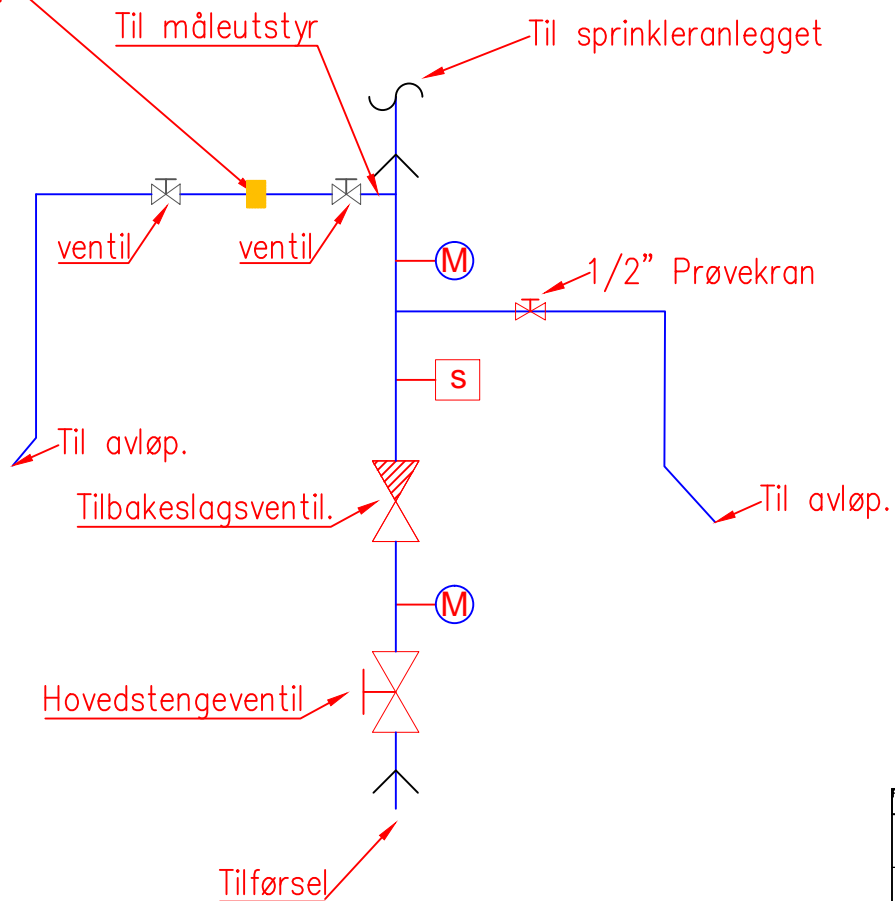 Til måleutstyr
Til sprinkleranlegget
ventil
ventil
M
1/2” Prøvekran
s
Til avløp.
Tilbakeslagsventil.
Til avløp.
M
Hovedstengeventil
Tilførsel